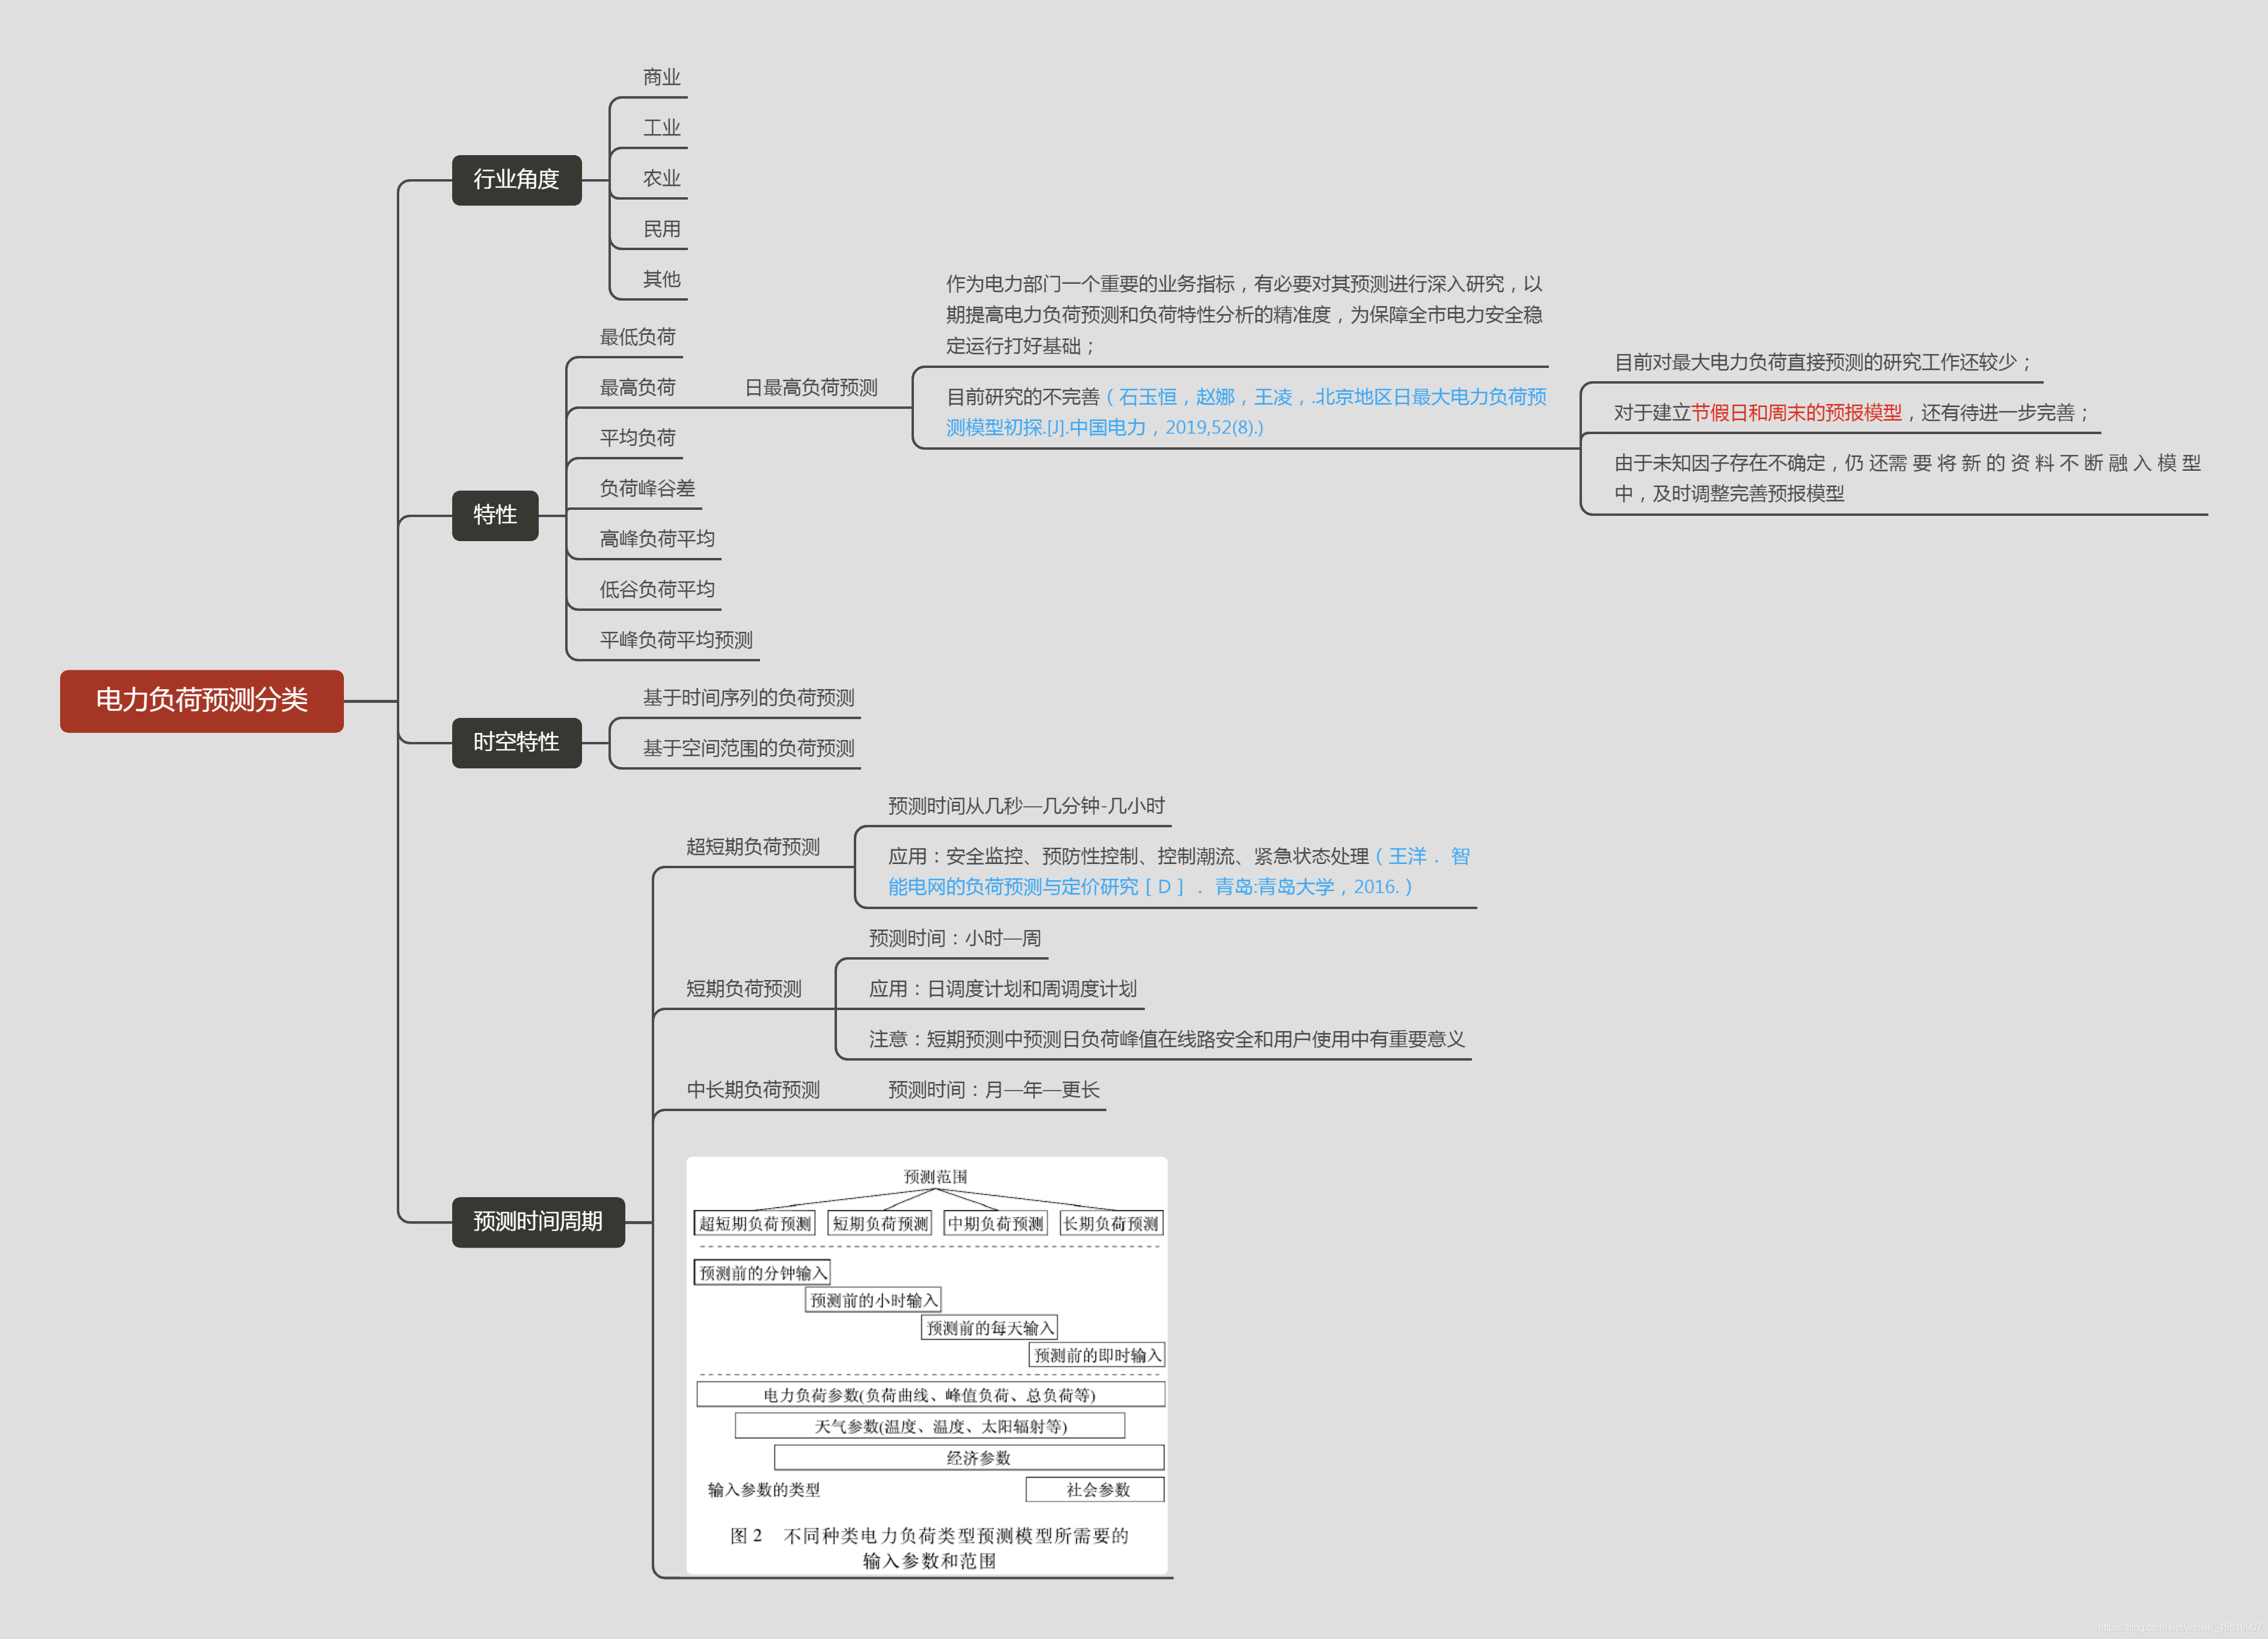 商业
工业
行业角度
农业
民用
其他
作为电力部门一个重要的业务指标，有必要对其预测进行深入研究，以
期提高电力负荷预测和负荷特性分析的精准度，为保障全市电力安全稳
定运行打好基础；
最低负荷
最高负荷
日最高负荷预测
目前研究的不完善（石玉恒，赵娜，王凌，.北京地区日最大电力负荷预
测模型初探.[J].中国电力，2019,52(8).)
目前对最大电力负荷直接预测的研究工作还较少；
对于建立节假日和周末的预报模型，还有待进一步完善；
由于未知因子存在不确定，仍 还需 要 将 新 的 资 料 不 断 融 入 模 型
中，及时调整完善预报模型
平均负荷
负荷峰谷差
特性
高峰负荷平均
低谷负荷平均
平峰负荷平均预测
电力负荷预测分类
时空特性
基于时间序列的负荷预测
基于空间范围的负荷预测
超短期负荷预测
预测时间从几秒—几分钟-几小时
应用：安全监控、预防性控制、控制潮流、紧急状态处理（王洋． 智
能电网的负荷预测与定价研究［D］． 青岛:青岛大学，2016.）
短期负荷预测
预测时间：小时—周
应用：日调度计划和周调度计划
注意：短期预测中预测日负荷峰值在线路安全和用户使用中有重要意义
中长期负荷预测
预测时间：月—年—更长
预测时间周期
预测范围
超短期负荷预测 短期负荷预测 中期负荷预测 长期负荷预测
预测前的分钟输入
预测前的小时输入
预测前的每天输入
预测前的即时输入
电力负荷参数(负荷曲线、峰值负荷、总负荷等)
天气参数(温度、温度、太阳辐射等)
经济参数
输入参数的类型 社会参数
图 2 不同种类电力负荷类型预测模型所需要的
输入参数和范围